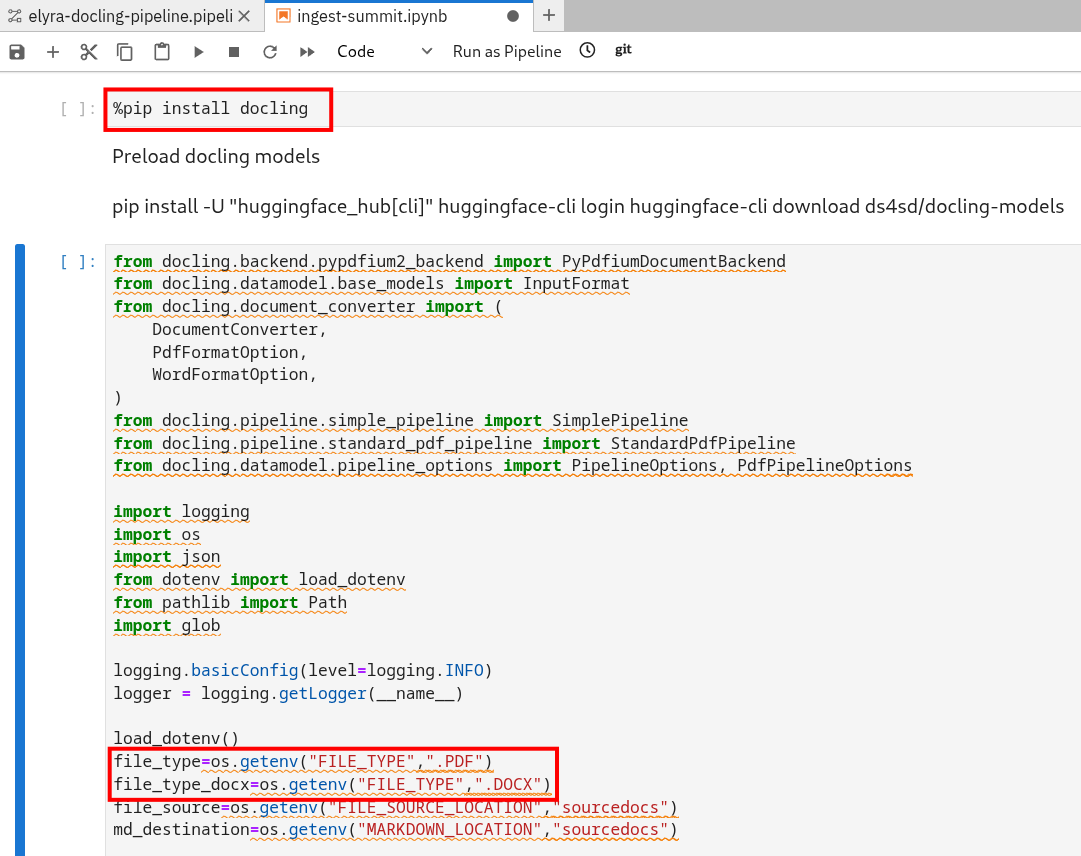 elyra-docling-pipeline.pipeli
ingest-summit.ipynb
Code
Run as Pipeline
git
[ ]: %pip install docling
Preload docling models
pip install -U "huggingface_hub[cli]" huggingface-cli login huggingface-cli download ds4sd/docling-models
[ ]: from docling.backend.pypdfium2_backend import PyPdfiumDocumentBackend
from docling.datamodel.base_models import InputFormat
from docling.document_converter import (
    DocumentConverter,
    PdfFormatOption,
    WordFormatOption,
)
from docling.pipeline.simple_pipeline import SimplePipeline
from docling.pipeline.standard_pdf_pipeline import StandardPdfPipeline
from docling.datamodel.pipeline_options import PipelineOptions, PdfPipelineOptions
import logging
import os
import json
from dotenv import load_dotenv
from pathlib import Path
import glob
logging.basicConfig(level=logging.INFO)
logger = logging.getLogger(__name__)
load_dotenv()
file_type=os.getenv("FILE_TYPE",".PDF")
file_type_docx=os.getenv("FILE_TYPE",".DOCX")
file_source=os.getenv("FILE_SOURCE_LOCATION","sourcedocs")
md_destination=os.getenv("MARKDOWN_LOCATION","sourcedocs")